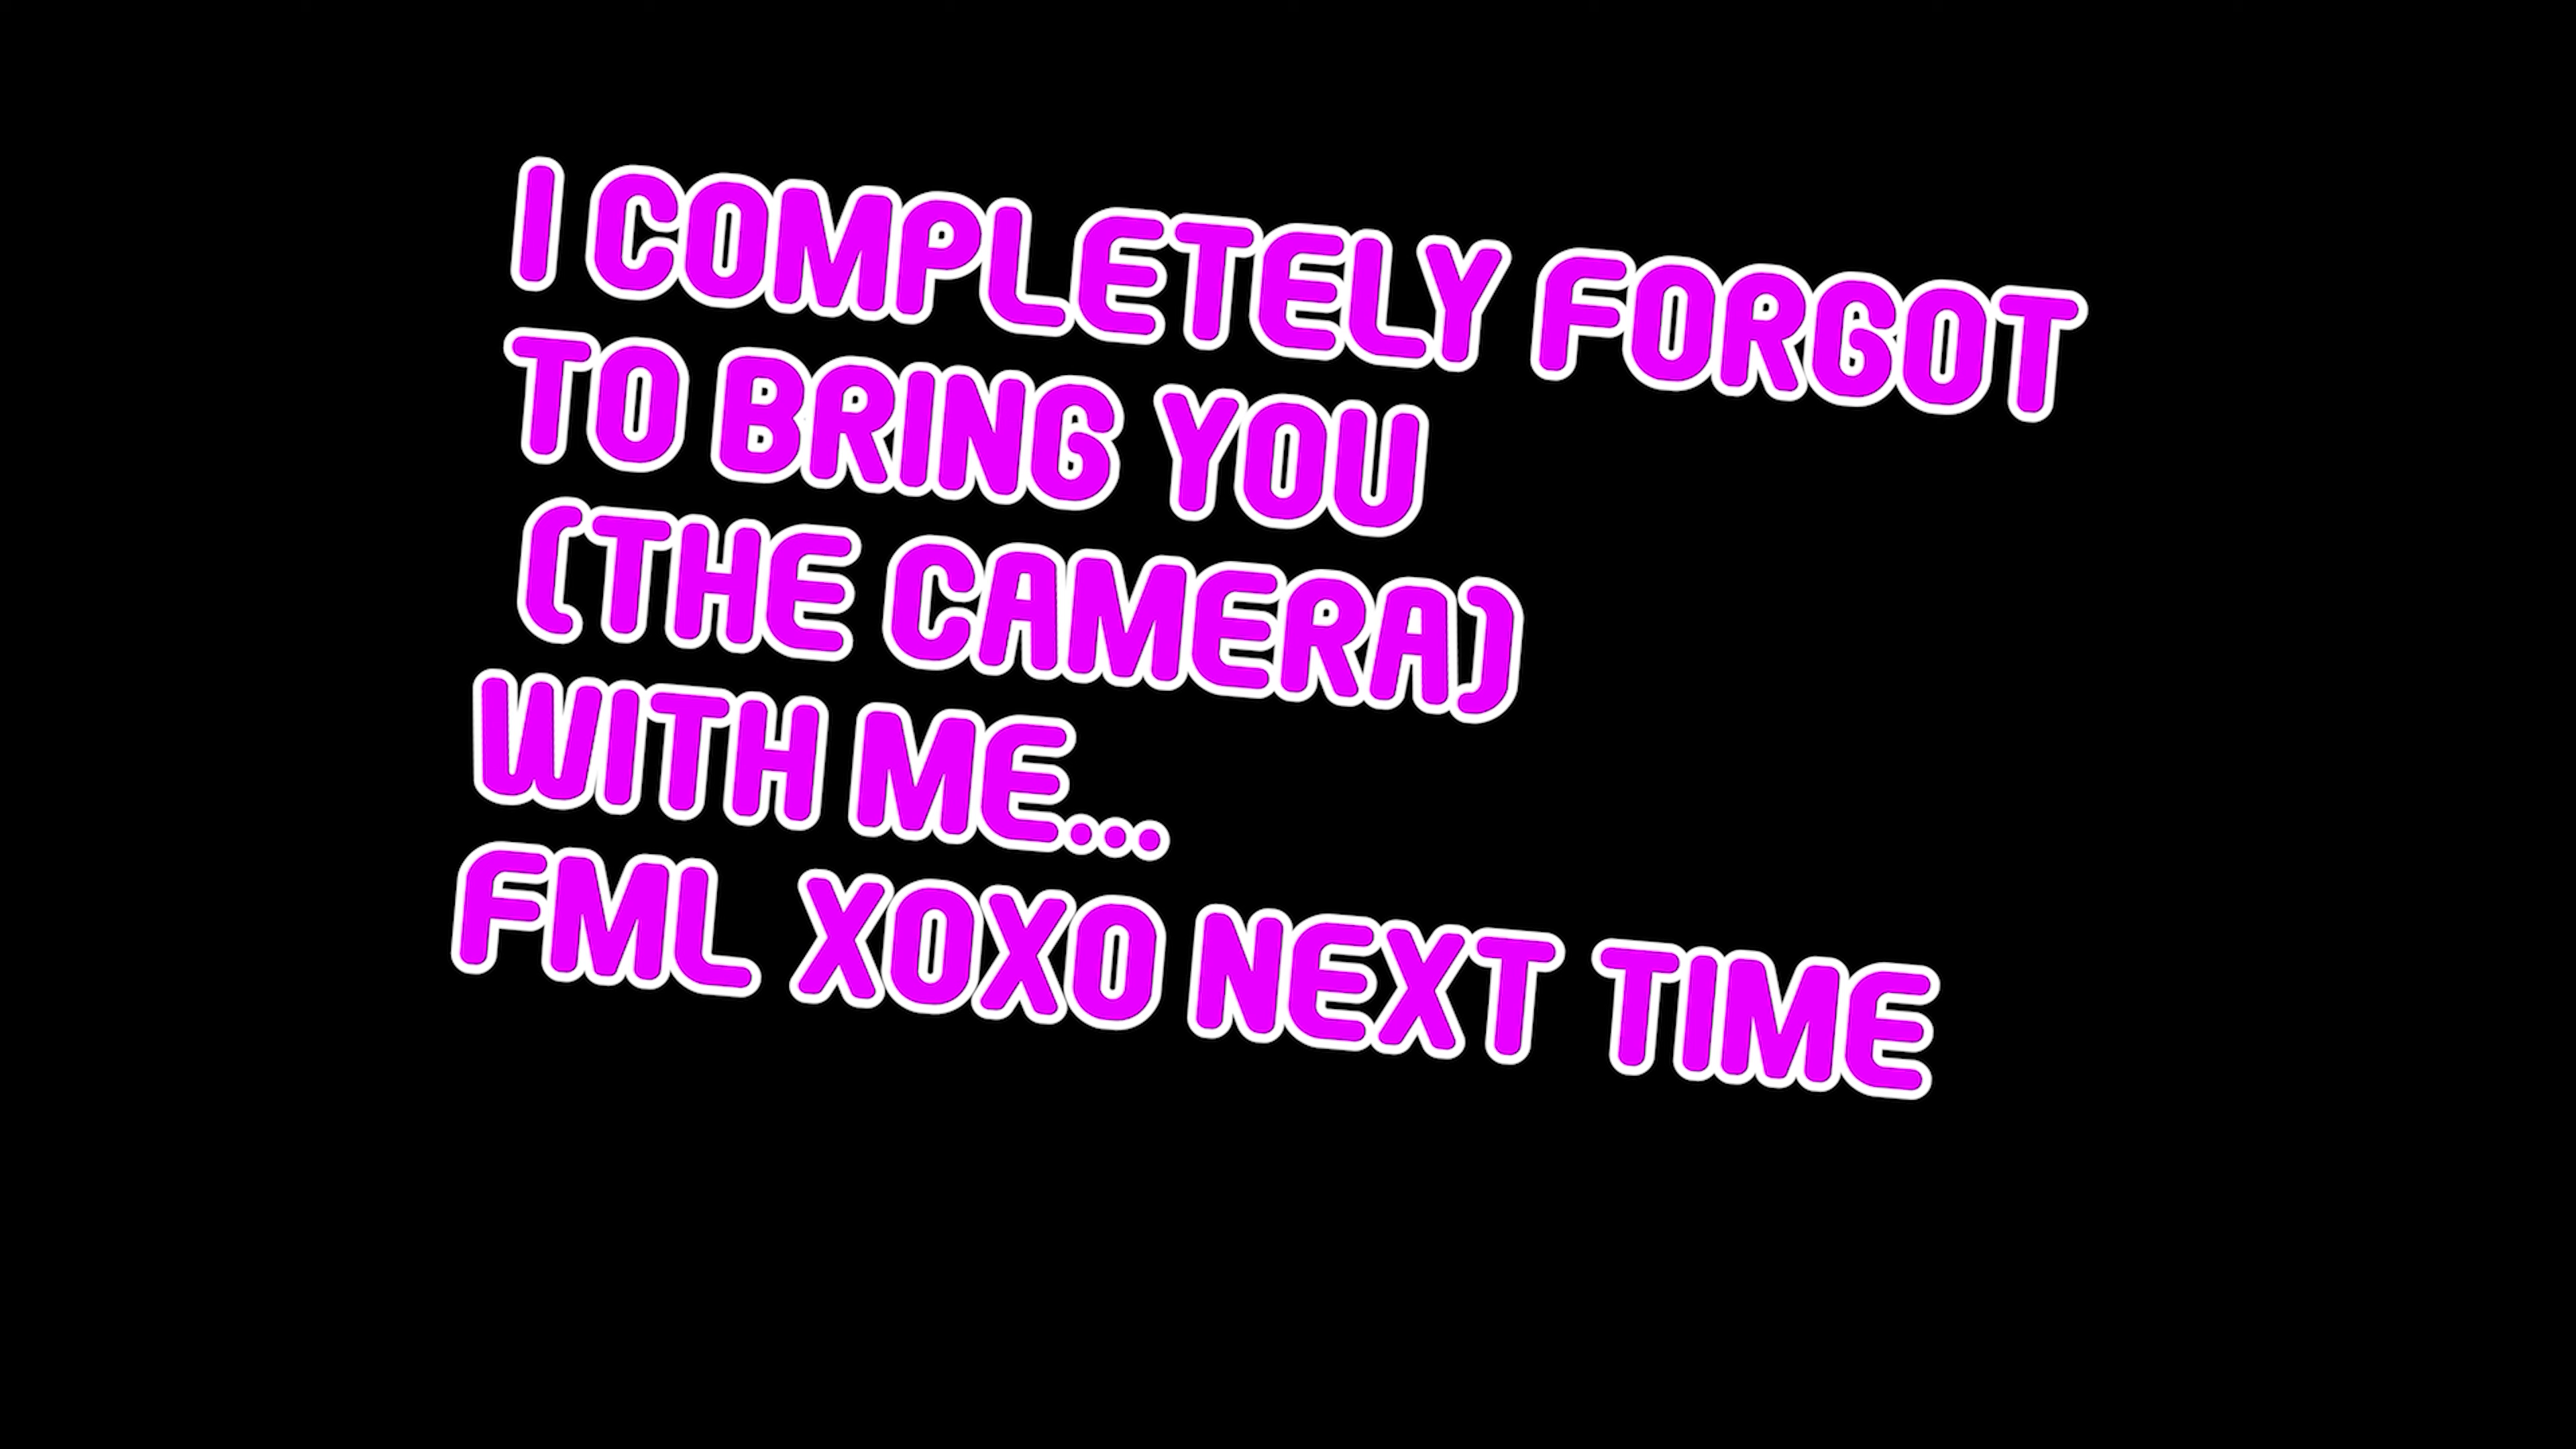 I COMPLETELY FORGOT
TO BRING YOU
(THE CAMERA)
WITH ME...
FML XOXO NEXT TIME